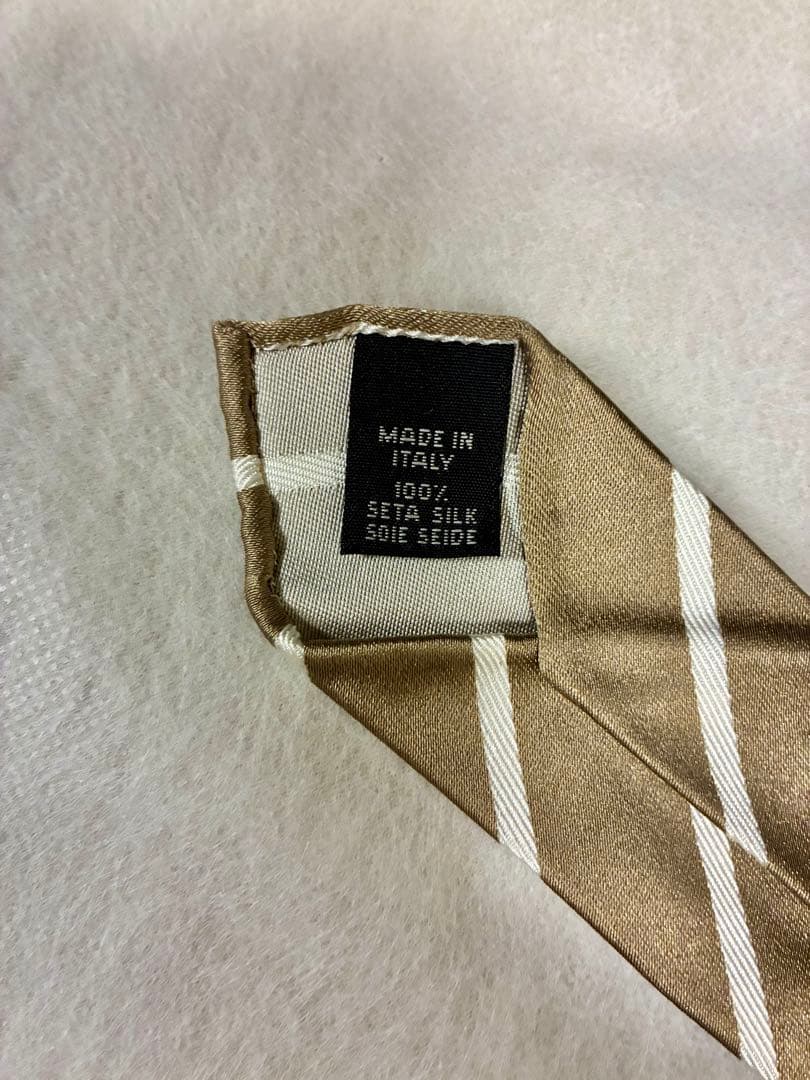 MADE IN
ITALY
100%
SETA SILK
SOIE SEIDE